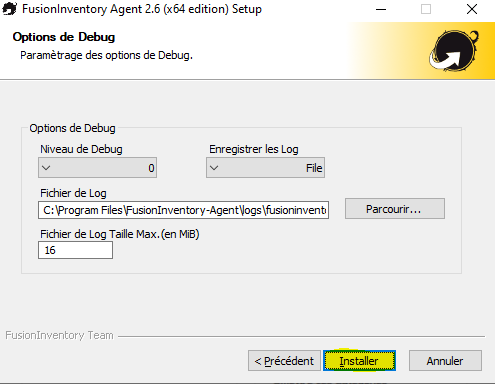 FusionInventory Agent 2.6 (x64 edition) Setup
Options de Debug
Paramètrage des options de Debug.
Options de Debug
Niveau de Debug
Enregistrer les Log
0
File
Fichier de Log
C:\Program Files\FusionInventory-Agent\logs\fusioninvent
Parcourir...
Fichier de Log Taille Max.(en MiB)
16
FusionInventory Team
< Précédent
Installer
Annuler